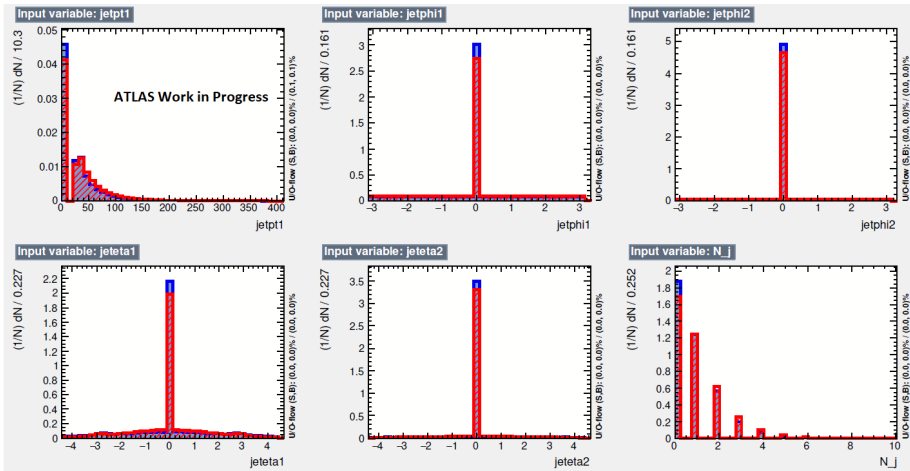 Input variable: jetpt1
(1/N) dN / 10.3
0.05
0.04
0.03
0.02
0.01
0
ATLAS Work in Progress
0 50 100 150 200 250 300 350 400
jetpt1
U/O-flow (S,B): (0.0, 0.0)% / (0.1, 0.1)%
Input variable: jetphi1
(1/N) dN / 0.161
3
2.5
2
1.5
1
0.5
0
−3 −2 −1 0 1 2 3
jetphi1
U/O-flow (S,B): (0.0, 0.0)% / (0.0, 0.0)%
Input variable: jetphi2
(1/N) dN / 0.161
5
4
3
2
1
0
−3 −2 −1 0 1 2 3
jetphi2
U/O-flow (S,B): (0.0, 0.0)% / (0.0, 0.0)%
Input variable: jeteta1
(1/N) dN / 0.227
2.2
2
1.8
1.6
1.4
1.2
1
0.8
0.6
0.4
0.2
0
−4 −3 −2 −1 0 1 2 3 4
jeteta1
U/O-flow (S,B): (0.0, 0.0)% / (0.0, 0.0)%
Input variable: jeteta2
(1/N) dN / 0.227
3.5
3
2.5
2
1.5
1
0.5
0
−4 −3 −2 −1 0 1 2 3 4
jeteta2
U/O-flow (S,B): (0.0, 0.0)% / (0.0, 0.0)%
Input variable: N_j
(1/N) dN / 0.252
2
1.8
1.6
1.4
1.2
1
0.8
0.6
0.4
0.2
0
0 2 4 6 8 10
N_j
U/O-flow (S,B): (0.0, 0.0)% / (0.0, 0.0)%